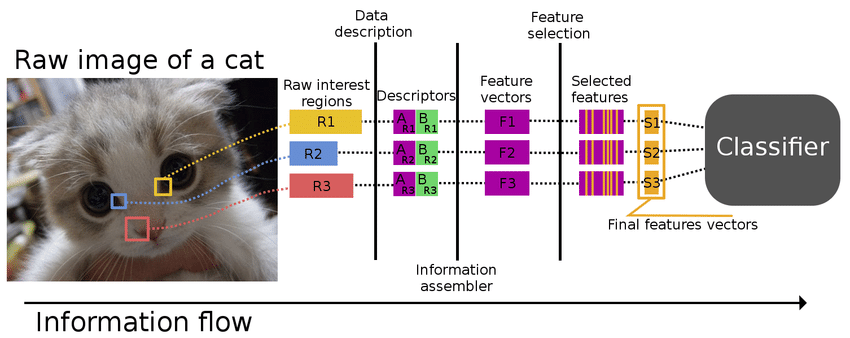 Data
description
Feature
selection
Raw image of a cat
Raw interest
regions
Descriptors
Feature
vectors
Selected
features
R1
A R1
B R1
F1
S1
R2
A R2
B R2
F2
S2
R3
A R3
B R3
F3
S3
Classifier
Final features vectors
Information
assembler
Information flow